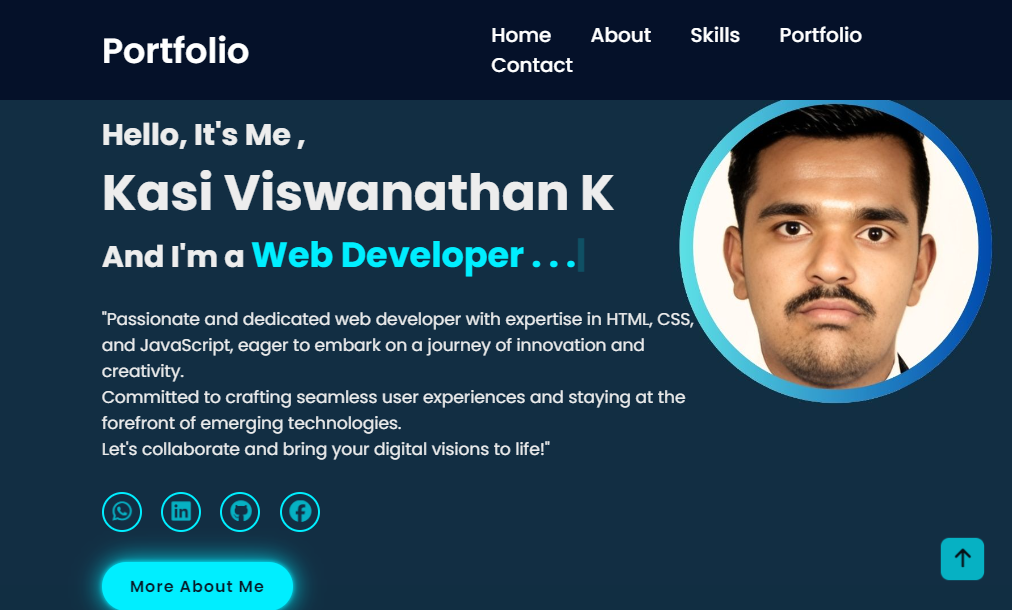 Portfolio
Home About Skills Portfolio
Contact
Hello, It's Me ,
Kasi Viswanathan K
And I'm a Web Developer . . .
"Passionate and dedicated web developer with expertise in HTML, CSS,
and JavaScript, eager to embark on a journey of innovation and
creativity.
Committed to crafting seamless user experiences and staying at the
forefront of emerging technologies.
Let's collaborate and bring your digital visions to life!"
in
More About Me